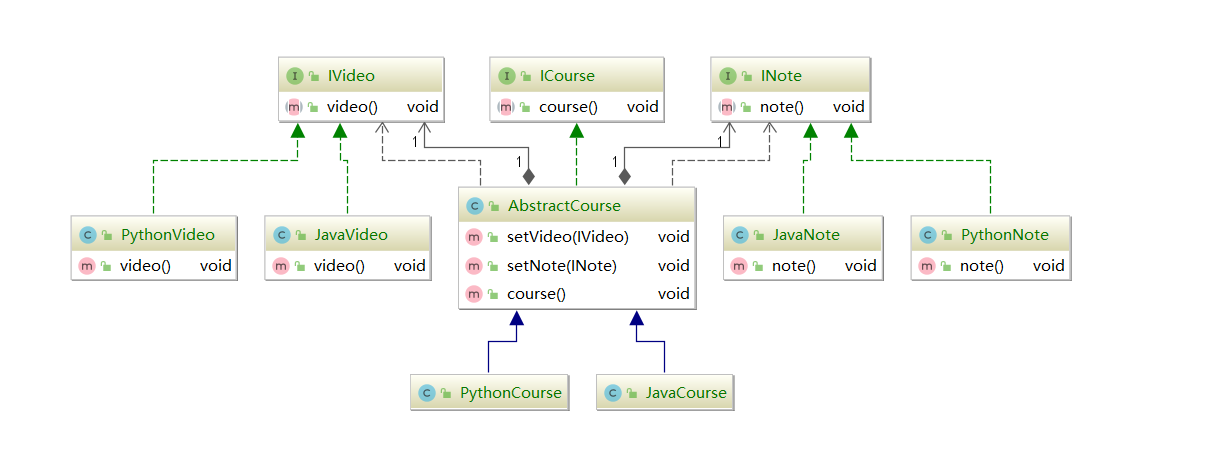 I IVideo
m video() void
I ICourse
m course() void
I INote
m note() void
1
1
1
1
C AbstractCourse
m setVideo(IVideo) void
m setNote(INote) void
m course() void
C PythonVideo
m video() void
C JavaVideo
m video() void
C JavaNote
m note() void
C PythonNote
m note() void
C PythonCourse
C JavaCourse